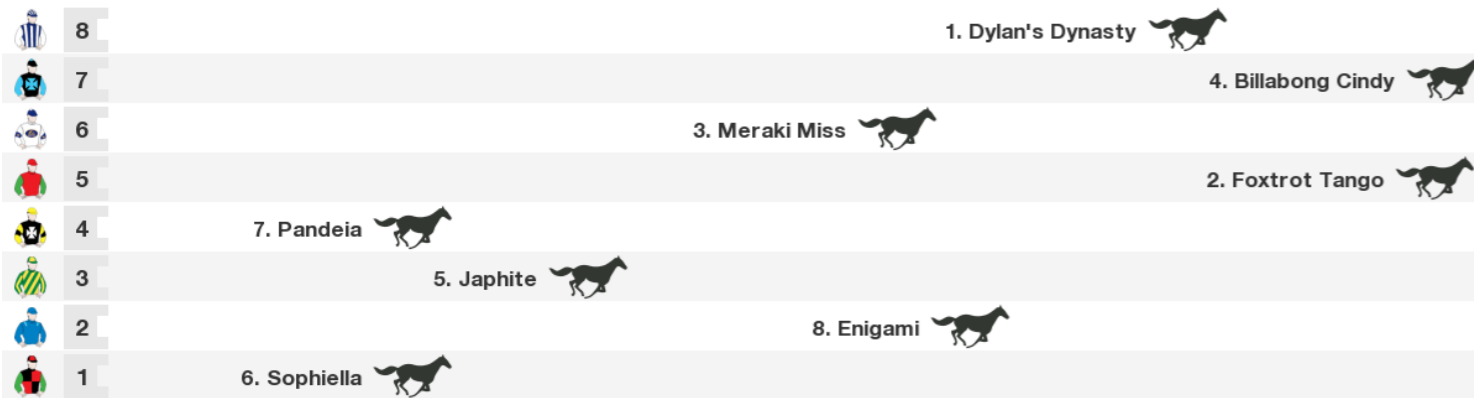 8 1. Dylan's Dynasty
7 4. Billabong Cindy
6 3. Meraki Miss
5 2. Foxtrot Tango
4 7. Pandeia
3 5. Japhite
2 8. Enigami
1 6. Sophiella